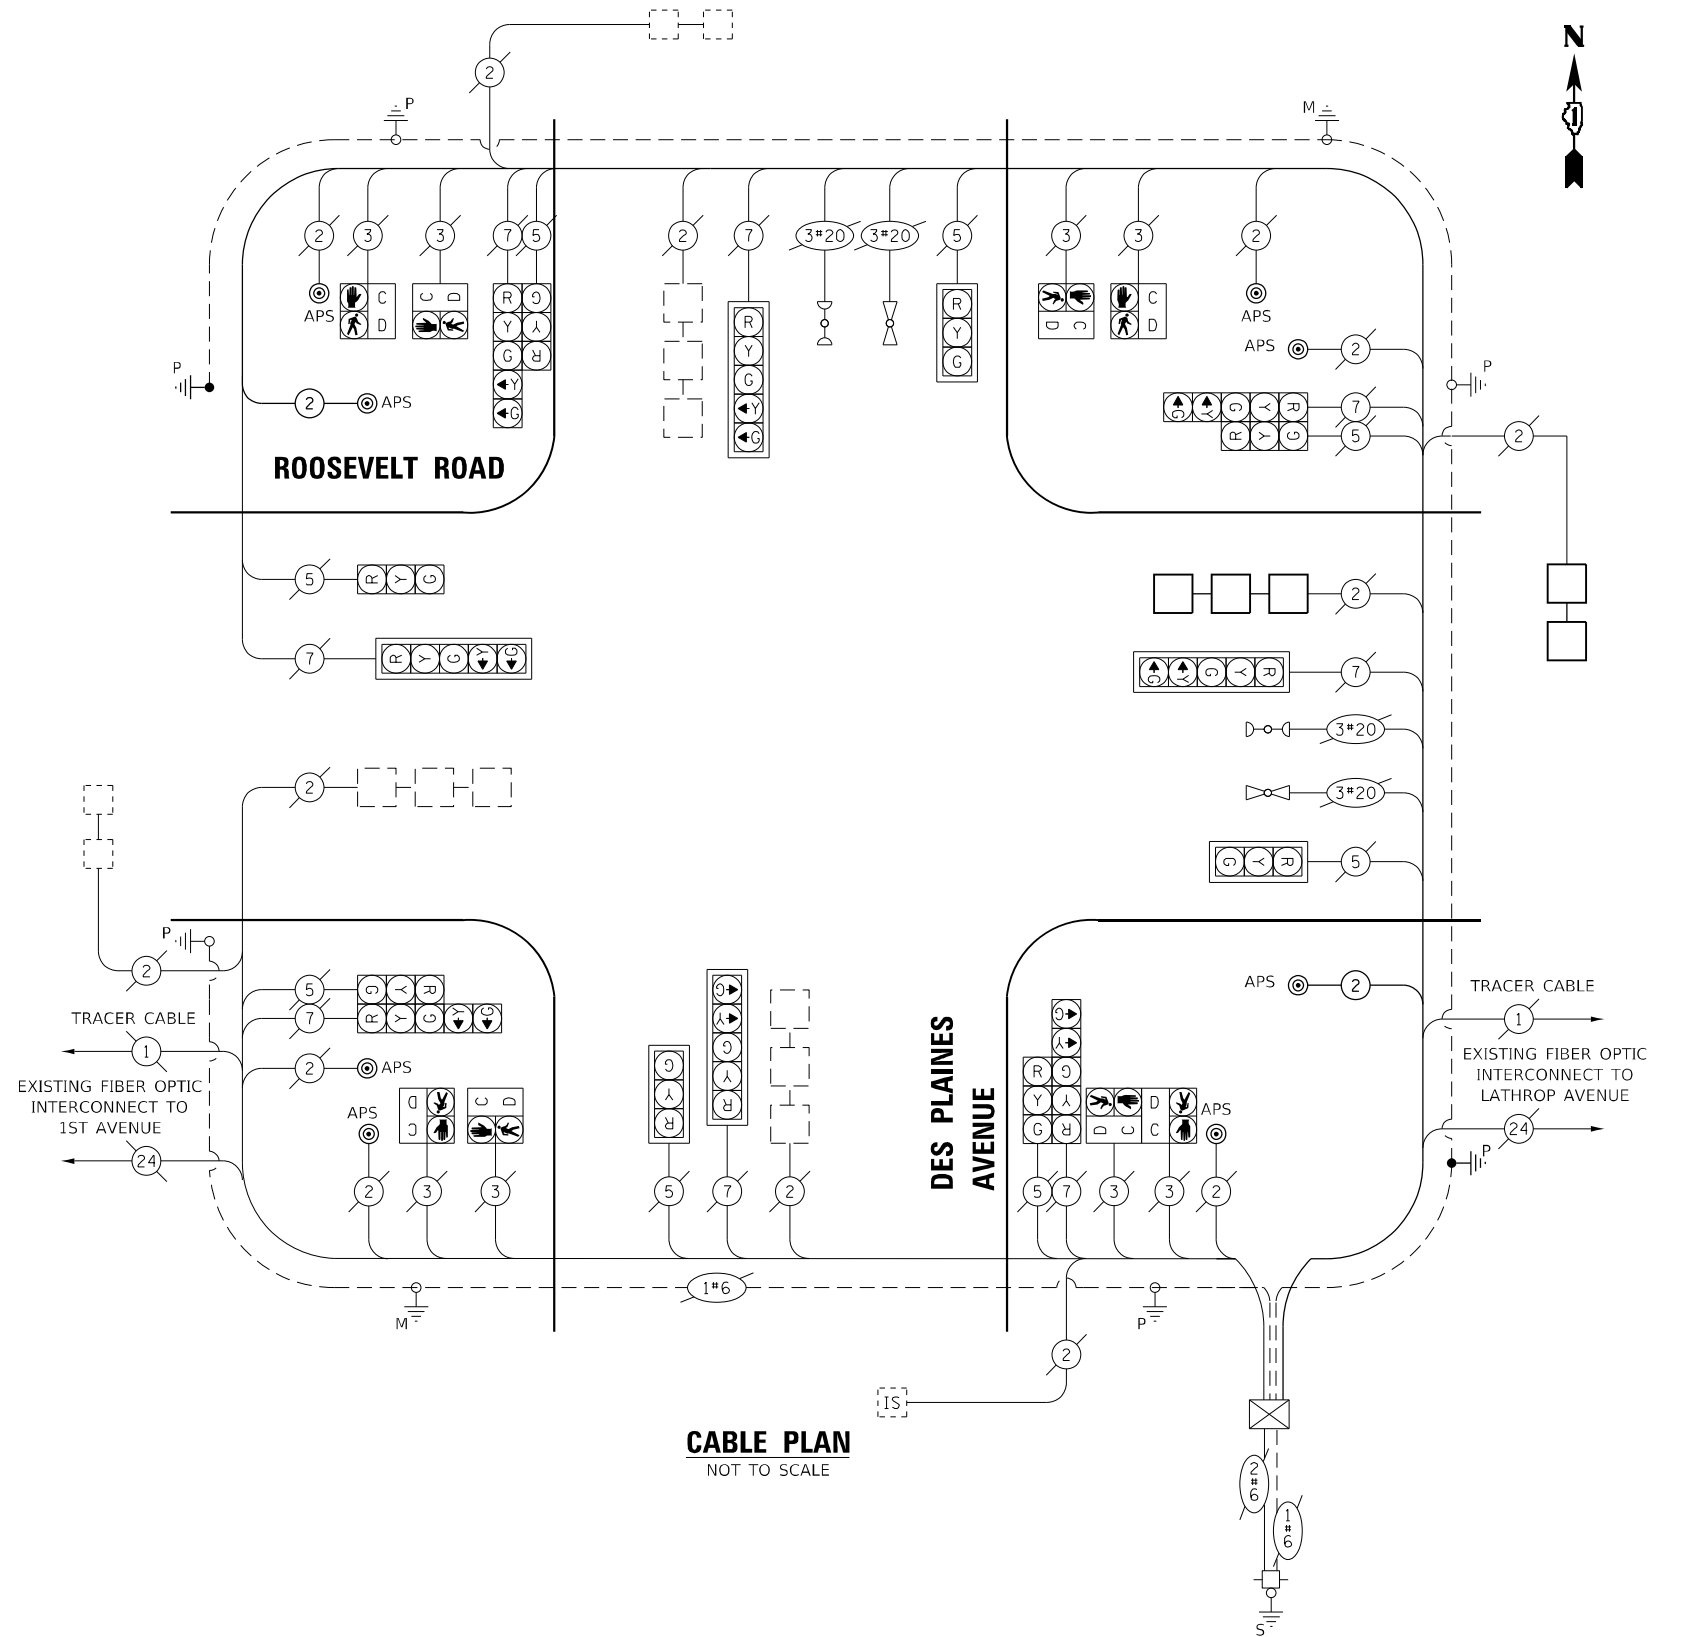 N
1
2
P
M
2 3 3 7 5 2 7 3#20 3#20 5 3 3 2
APS
C
D
C D
R
Y
G
Y
G
G
Y
R
R
Y
G
Y
G
R
Y
G
D C
C
D
APS
APS 2
P
P
2 APS
G Y G Y R 7
R Y G 5
2
ROOSEVELT ROAD
5 R Y G
2
7 R Y G Y G
G Y G Y R 7
3#20
2
3#20
G Y R 5
P
2
5 G Y R
7 R Y G Y G
TRACER CABLE
1
2 APS
EXISTING FIBER OPTIC
INTERCONNECT TO
1ST AVENUE
24
APS
D
C
C D
2 3 3
G
Y
R
G
Y
G
Y
R
5 7 2
DES PLAINES
AVENUE
APS 2
TRACER CABLE
1
EXISTING FIBER OPTIC
INTERCONNECT TO
LATHROP AVENUE
24
P
G
Y
R G
Y Y
G R
D C
D
C
APS
5 7 3 3 2
M
1#6
P
2
IS
CABLE PLAN
NOT TO SCALE
2#6
1#6
S